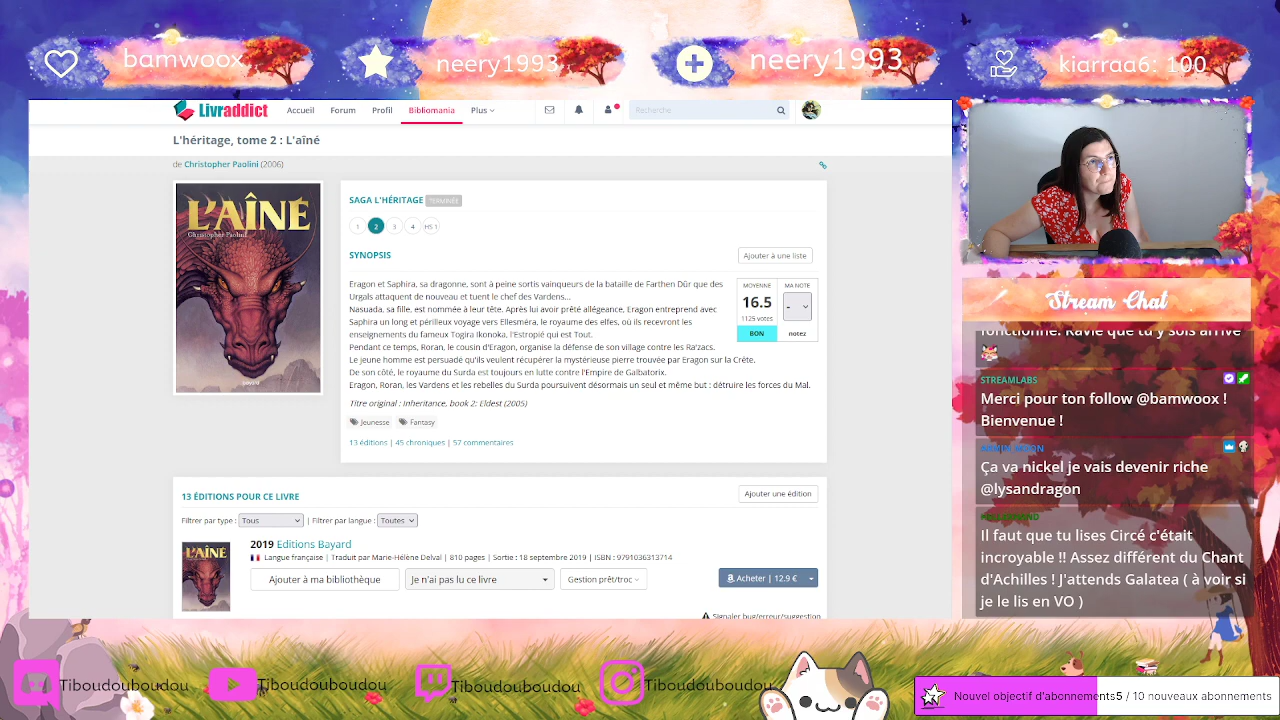 bamwoox
neery1993
neery1993
kiarraa6: 100
Livraddict
Accueil
Forum
Profil
Bibliomania
Plus
Recherche
L'héritage, tome 2 : L'aîné
de Christopher Paolini (2006)
L'AÎNÉ
Christopher Paolini
SAGA L'HÉRITAGE TERMINÉE
1 2 3 4 HS 1
SYNOPSIS
Ajouter à une liste
Eragon et Saphira, sa dragonne, sont à peine sortis vainqueurs de la bataille de Farthen Dûr que des
Urgals attaquent de nouveau et tuent le chef des Vardens...
Nasuada, sa fille, est nommée à leur tête. Après lui avoir prêté allégeance, Eragon entreprend avec
Saphira un long et périlleux voyage vers Ellesméra, le royaume des elfes, où ils recevront les
enseignements du fameux Togira Ikonoka, l'Estropié qui est Tout.
Pendant ce temps, Roran, le cousin d'Eragon, organise la défense de son village contre les Ra'zacs.
Le jeune homme est persuadé qu'ils veulent récupérer la mystérieuse pierre trouvée par Eragon sur la Crête.
De son côté, le royaume du Surda est toujours en lutte contre l'Empire de Galbatorix.
Eragon, Roran, les Vardens et les rebelles du Surda poursuivent désormais un seul et même but : détruire les forces du Mal.
MOYENNE
16.5
1125 votes
BON
MA NOTE
-
notez
Titre original : Inheritance, book 2: Eldest (2005)
Jeunesse
Fantasy
13 éditions | 45 chroniques | 57 commentaires
13 ÉDITIONS POUR CE LIVRE
Ajouter une édition
Filtrer par type : Tous | Filtrer par langue : Toutes
L'AÎNÉ
2019 Editions Bayard
Langue française | Traduit par Marie-Hélène Delval | 810 pages | Sortie : 18 septembre 2019 | ISBN : 9791036313714
Ajouter à ma bibliothèque
Je n'ai pas lu ce livre
Gestion prêt/troc
Acheter | 12.9 €
Signaler bug/erreur/suggestion
Stream Chat
fonctionne. Ravie que tu y sois arrivé
STREAMLABS
Merci pour ton follow @bamwoox !
Bienvenue !
Ça va nickel je vais devenir riche
@lysandragon
Il faut que tu lises Circé c'était
incroyable !! Assez différent du Chant
d'Achilles ! J'attends Galatea ( à voir si
je le lis en VO )
Tiboudouboudou
Tiboudouboudou
Tiboudouboudou
Tiboudouboudou
Nouvel objectif d'abonnements
5 / 10 nouveaux abonnements